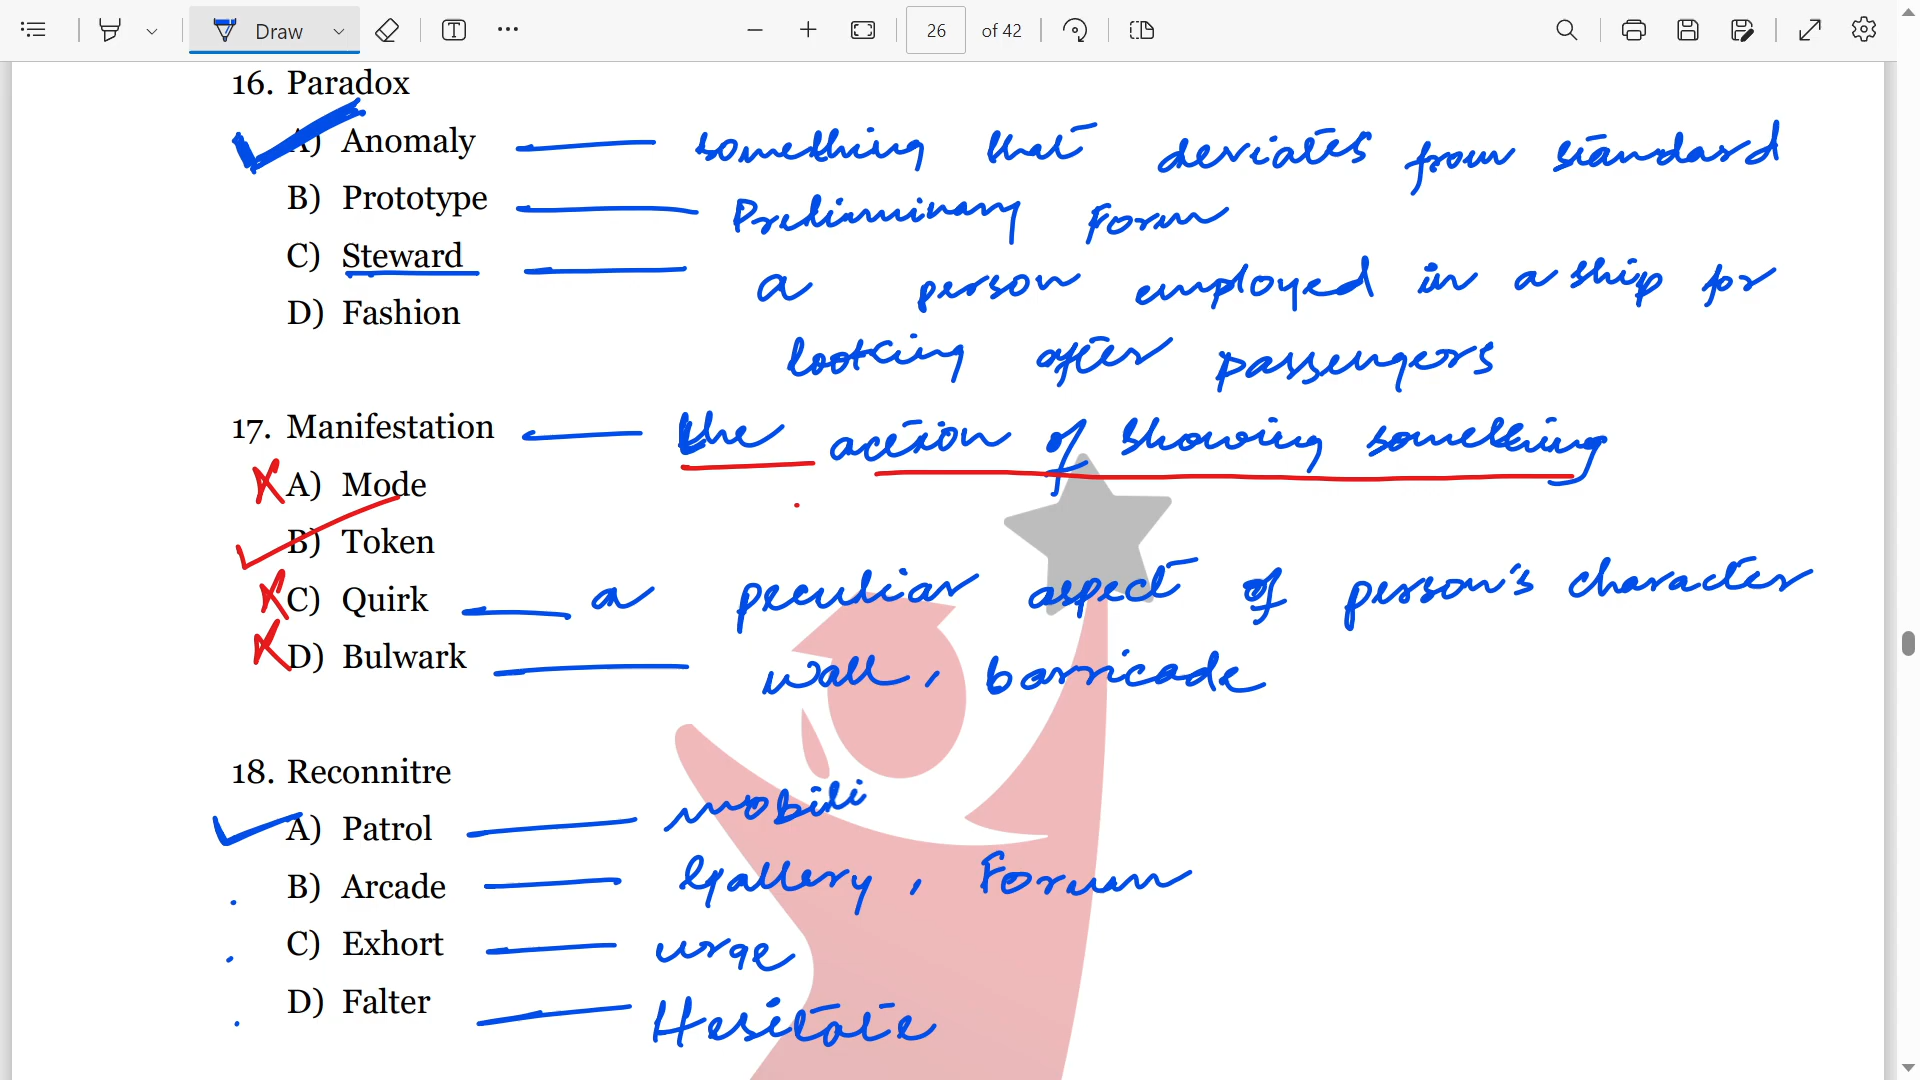 Draw
26 of 42
16. Paradox
A) Anomaly something that deviates from standard
B) Prototype Preliminary Form
C) Steward a person employed in a ship for
D) Fashion
looking after passengers
17. Manifestation the action of showing something
A) Mode
B) Token
C) Quirk a peculiar aspect of person's character
D) Bulwark wall, barricade
18. Reconnitre
A) Patrol mobili
B) Arcade Gallery, Forum
C) Exhort urge
D) Falter Hesitate